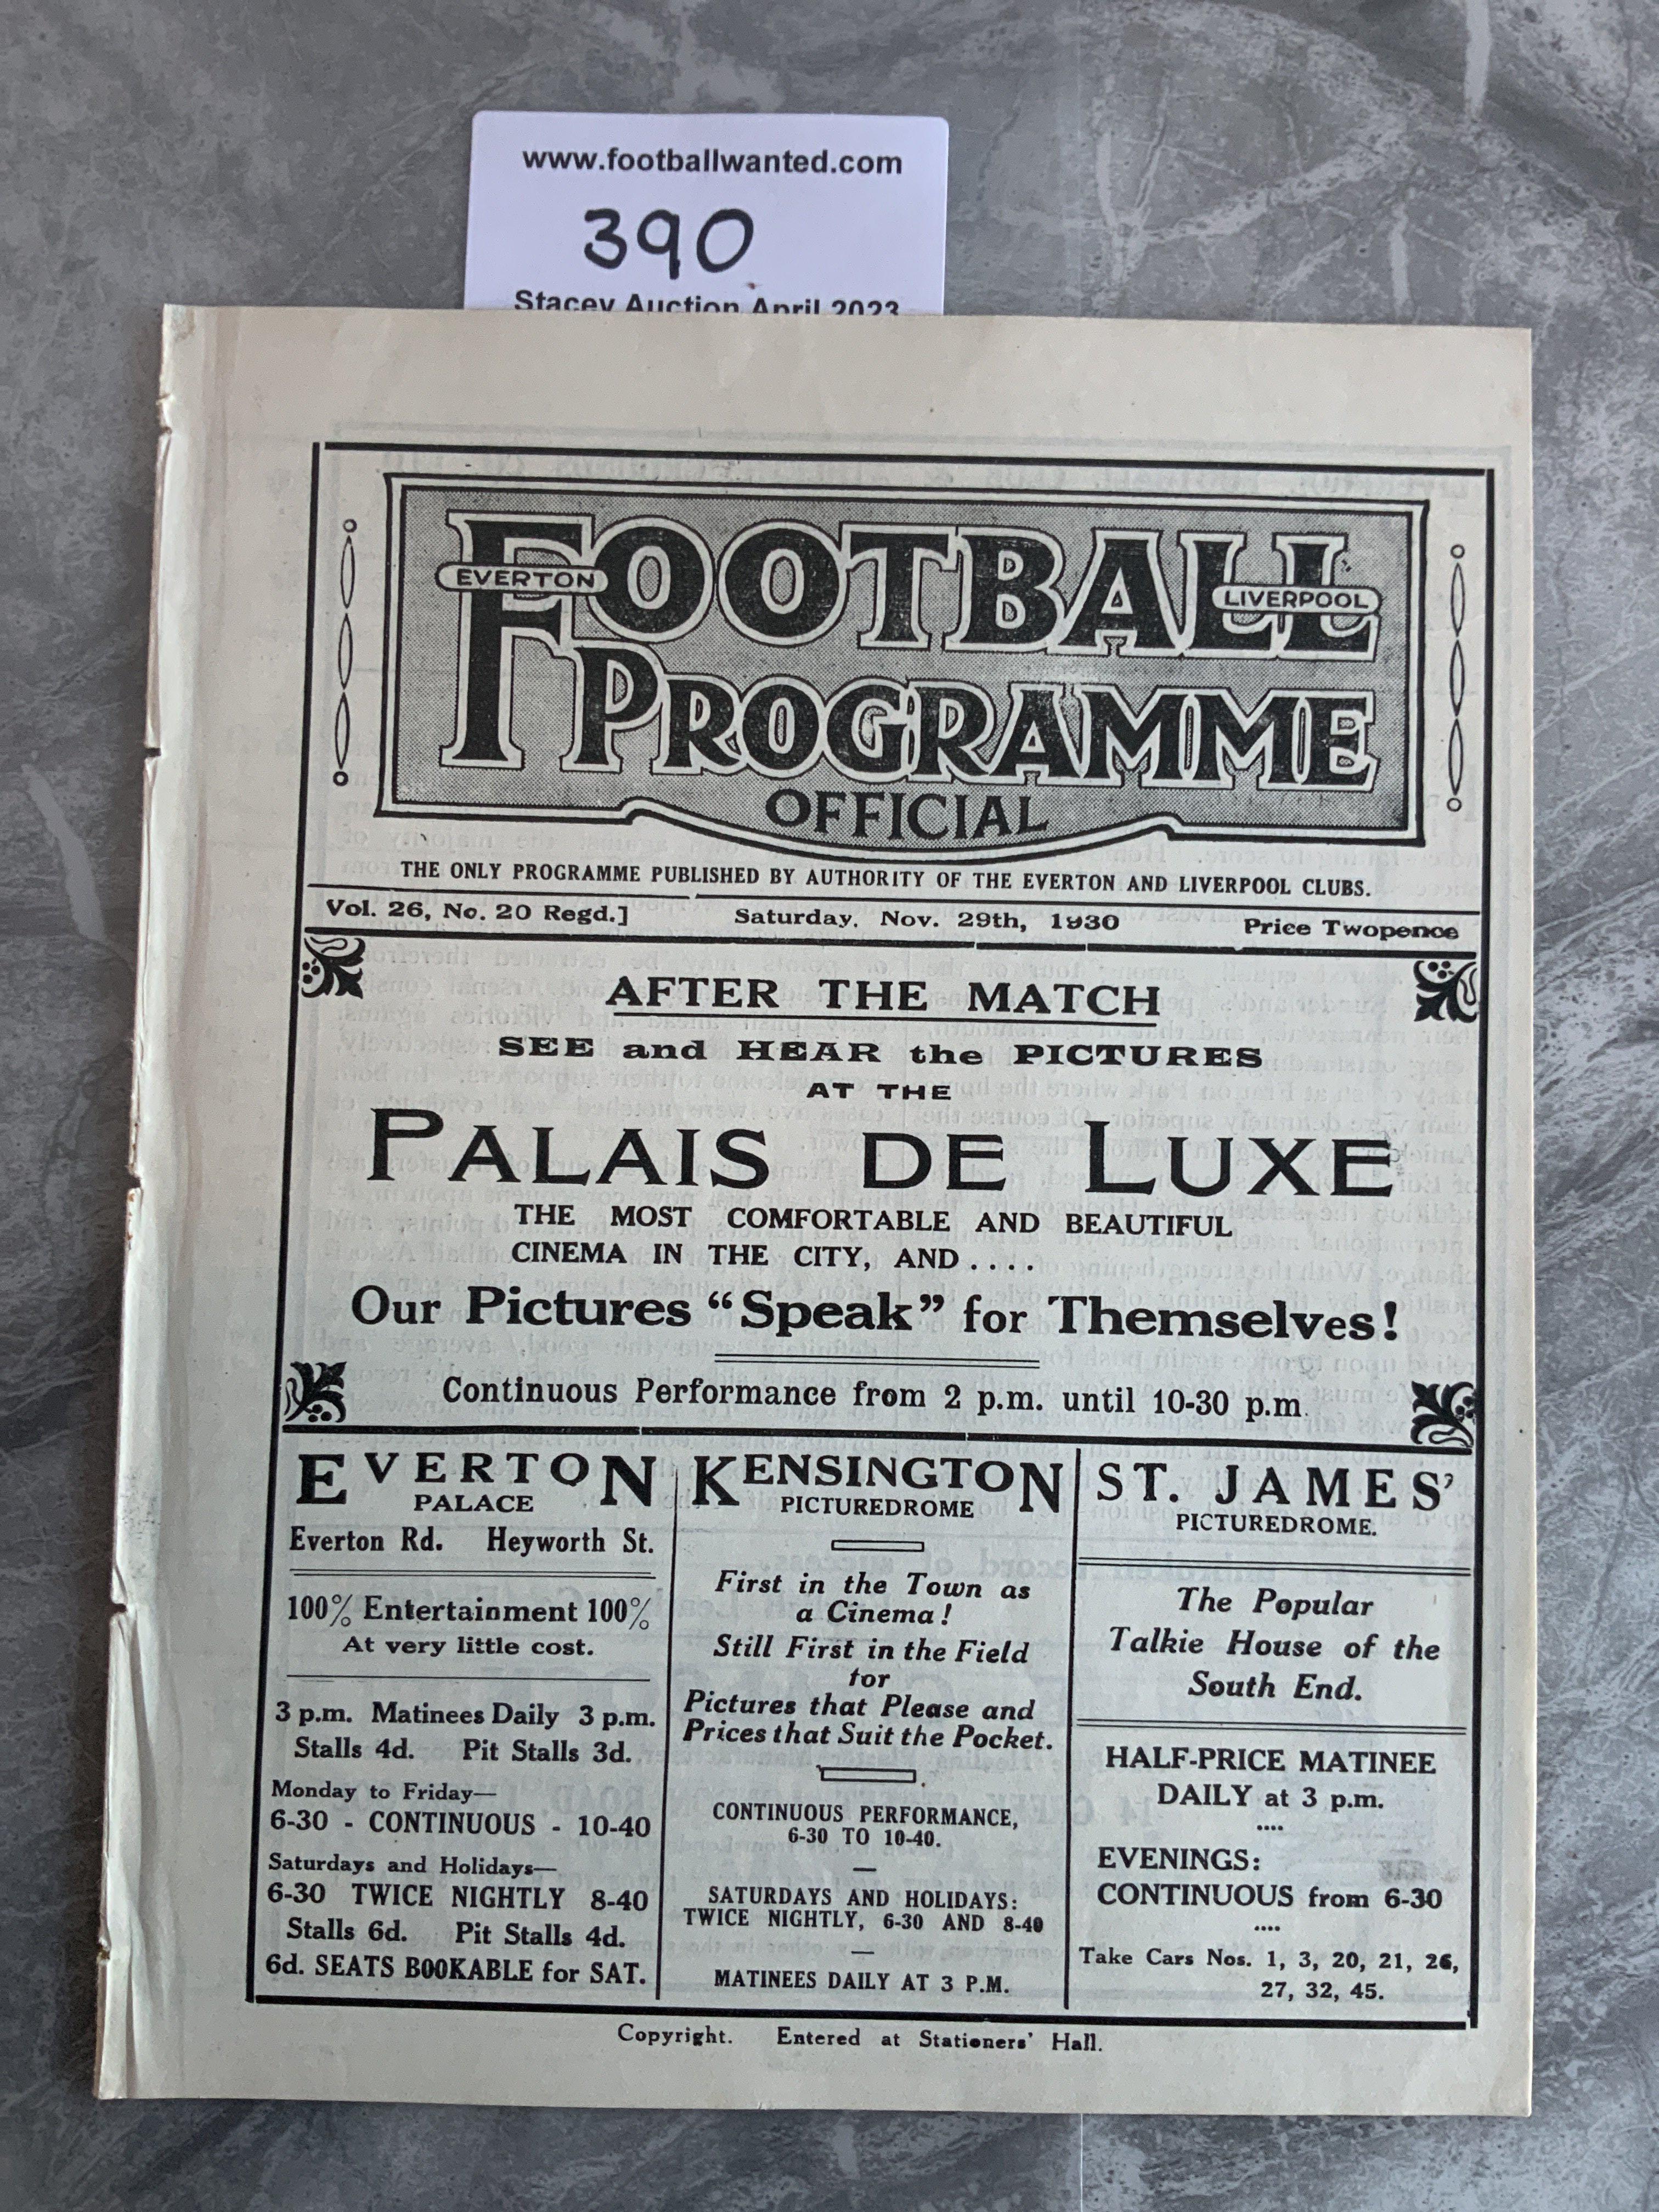 www.footballwanted.com
390
Stacey Auction April 2023
EVERTON
LIVERPOOL
FOOTBALL
PROGRAMME
OFFICIAL
THE ONLY PROGRAMME PUBLISHED BY AUTHORITY OF THE EVERTON AND LIVERPOOL CLUBS.
Vol. 26, No. 20 Regd.] Saturday, Nov. 29th, 1930 Price Twopence
AFTER THE MATCH
SEE and HEAR the PICTURES
AT THE
PALAIS DE LUXE
THE MOST COMFORTABLE AND BEAUTIFUL
CINEMA IN THE CITY, AND....
Our Pictures "Speak" for Themselves!
Continuous Performance from 2 p.m. until 10-30 p.m.
EVERTON
PALACE
Everton Rd. Heyworth St.
100% Entertainment 100%
At very little cost.
3 p.m. Matinees Daily 3 p.m.
Stalls 4d. Pit Stalls 3d.
Monday to Friday—
6-30 - CONTINUOUS - 10-40
Saturdays and Holidays—
6-30 TWICE NIGHTLY 8-40
Stalls 6d. Pit Stalls 4d.
6d. SEATS BOOKABLE for SAT.
KENSINGTON
PICTUREDROME
First in the Town as
a Cinema!
Still First in the Field
for
Pictures that Please and
Prices that Suit the Pocket.
CONTINUOUS PERFORMANCE,
6-30 TO 10-40.
SATURDAYS AND HOLIDAYS:
TWICE NIGHTLY, 6-30 AND 8-40
MATINEES DAILY AT 3 P.M.
ST. JAMES'
PICTUREDROME.
The Popular
Talkie House of the
South End.
HALF-PRICE MATINEE
DAILY at 3 p.m.
....
EVENINGS:
CONTINUOUS from 6-30
....
Take Cars Nos. 1, 3, 20, 21, 26,
27, 32, 45.
Copyright. Entered at Stationers' Hall.